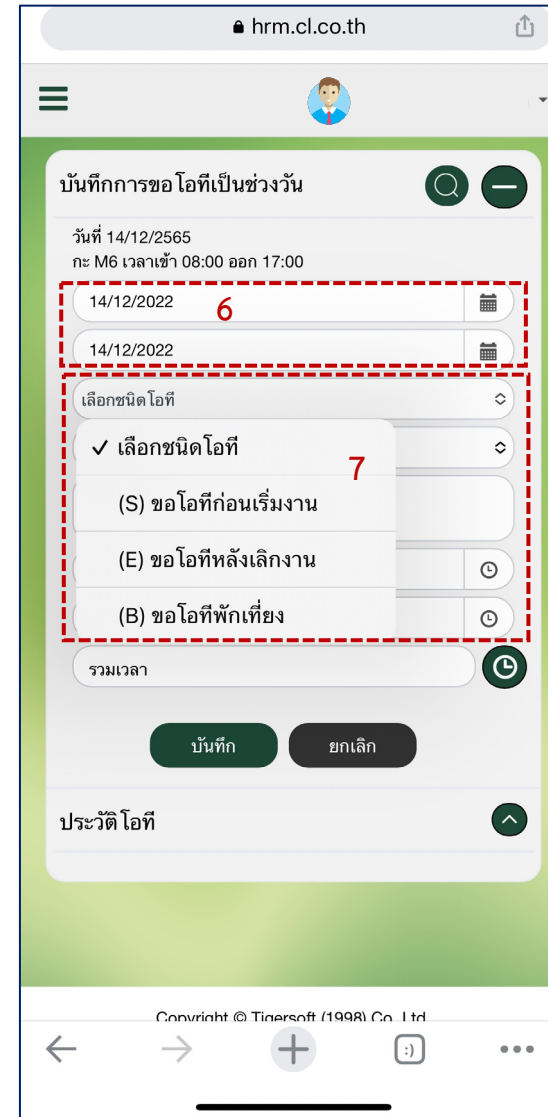 hrm.cl.co.th
บันทึกการขอโอทีเป็นช่วงวัน
วันที่ 14/12/2565
กะ M6 เวลาเข้า 08:00 ออก 17:00
14/12/2022
6
14/12/2022
เลือกชนิดโอที
✓ เลือกชนิดโอที
7
(S) ขอโอทีก่อนเริ่มงาน
(E) ขอโอทีหลังเลิกงาน
(B) ขอโอทีพักเที่ยง
รวมเวลา
บันทึก ยกเลิก
ประวัติโอที
Copyright © Tigersoft (1998) Co. Ltd
:)